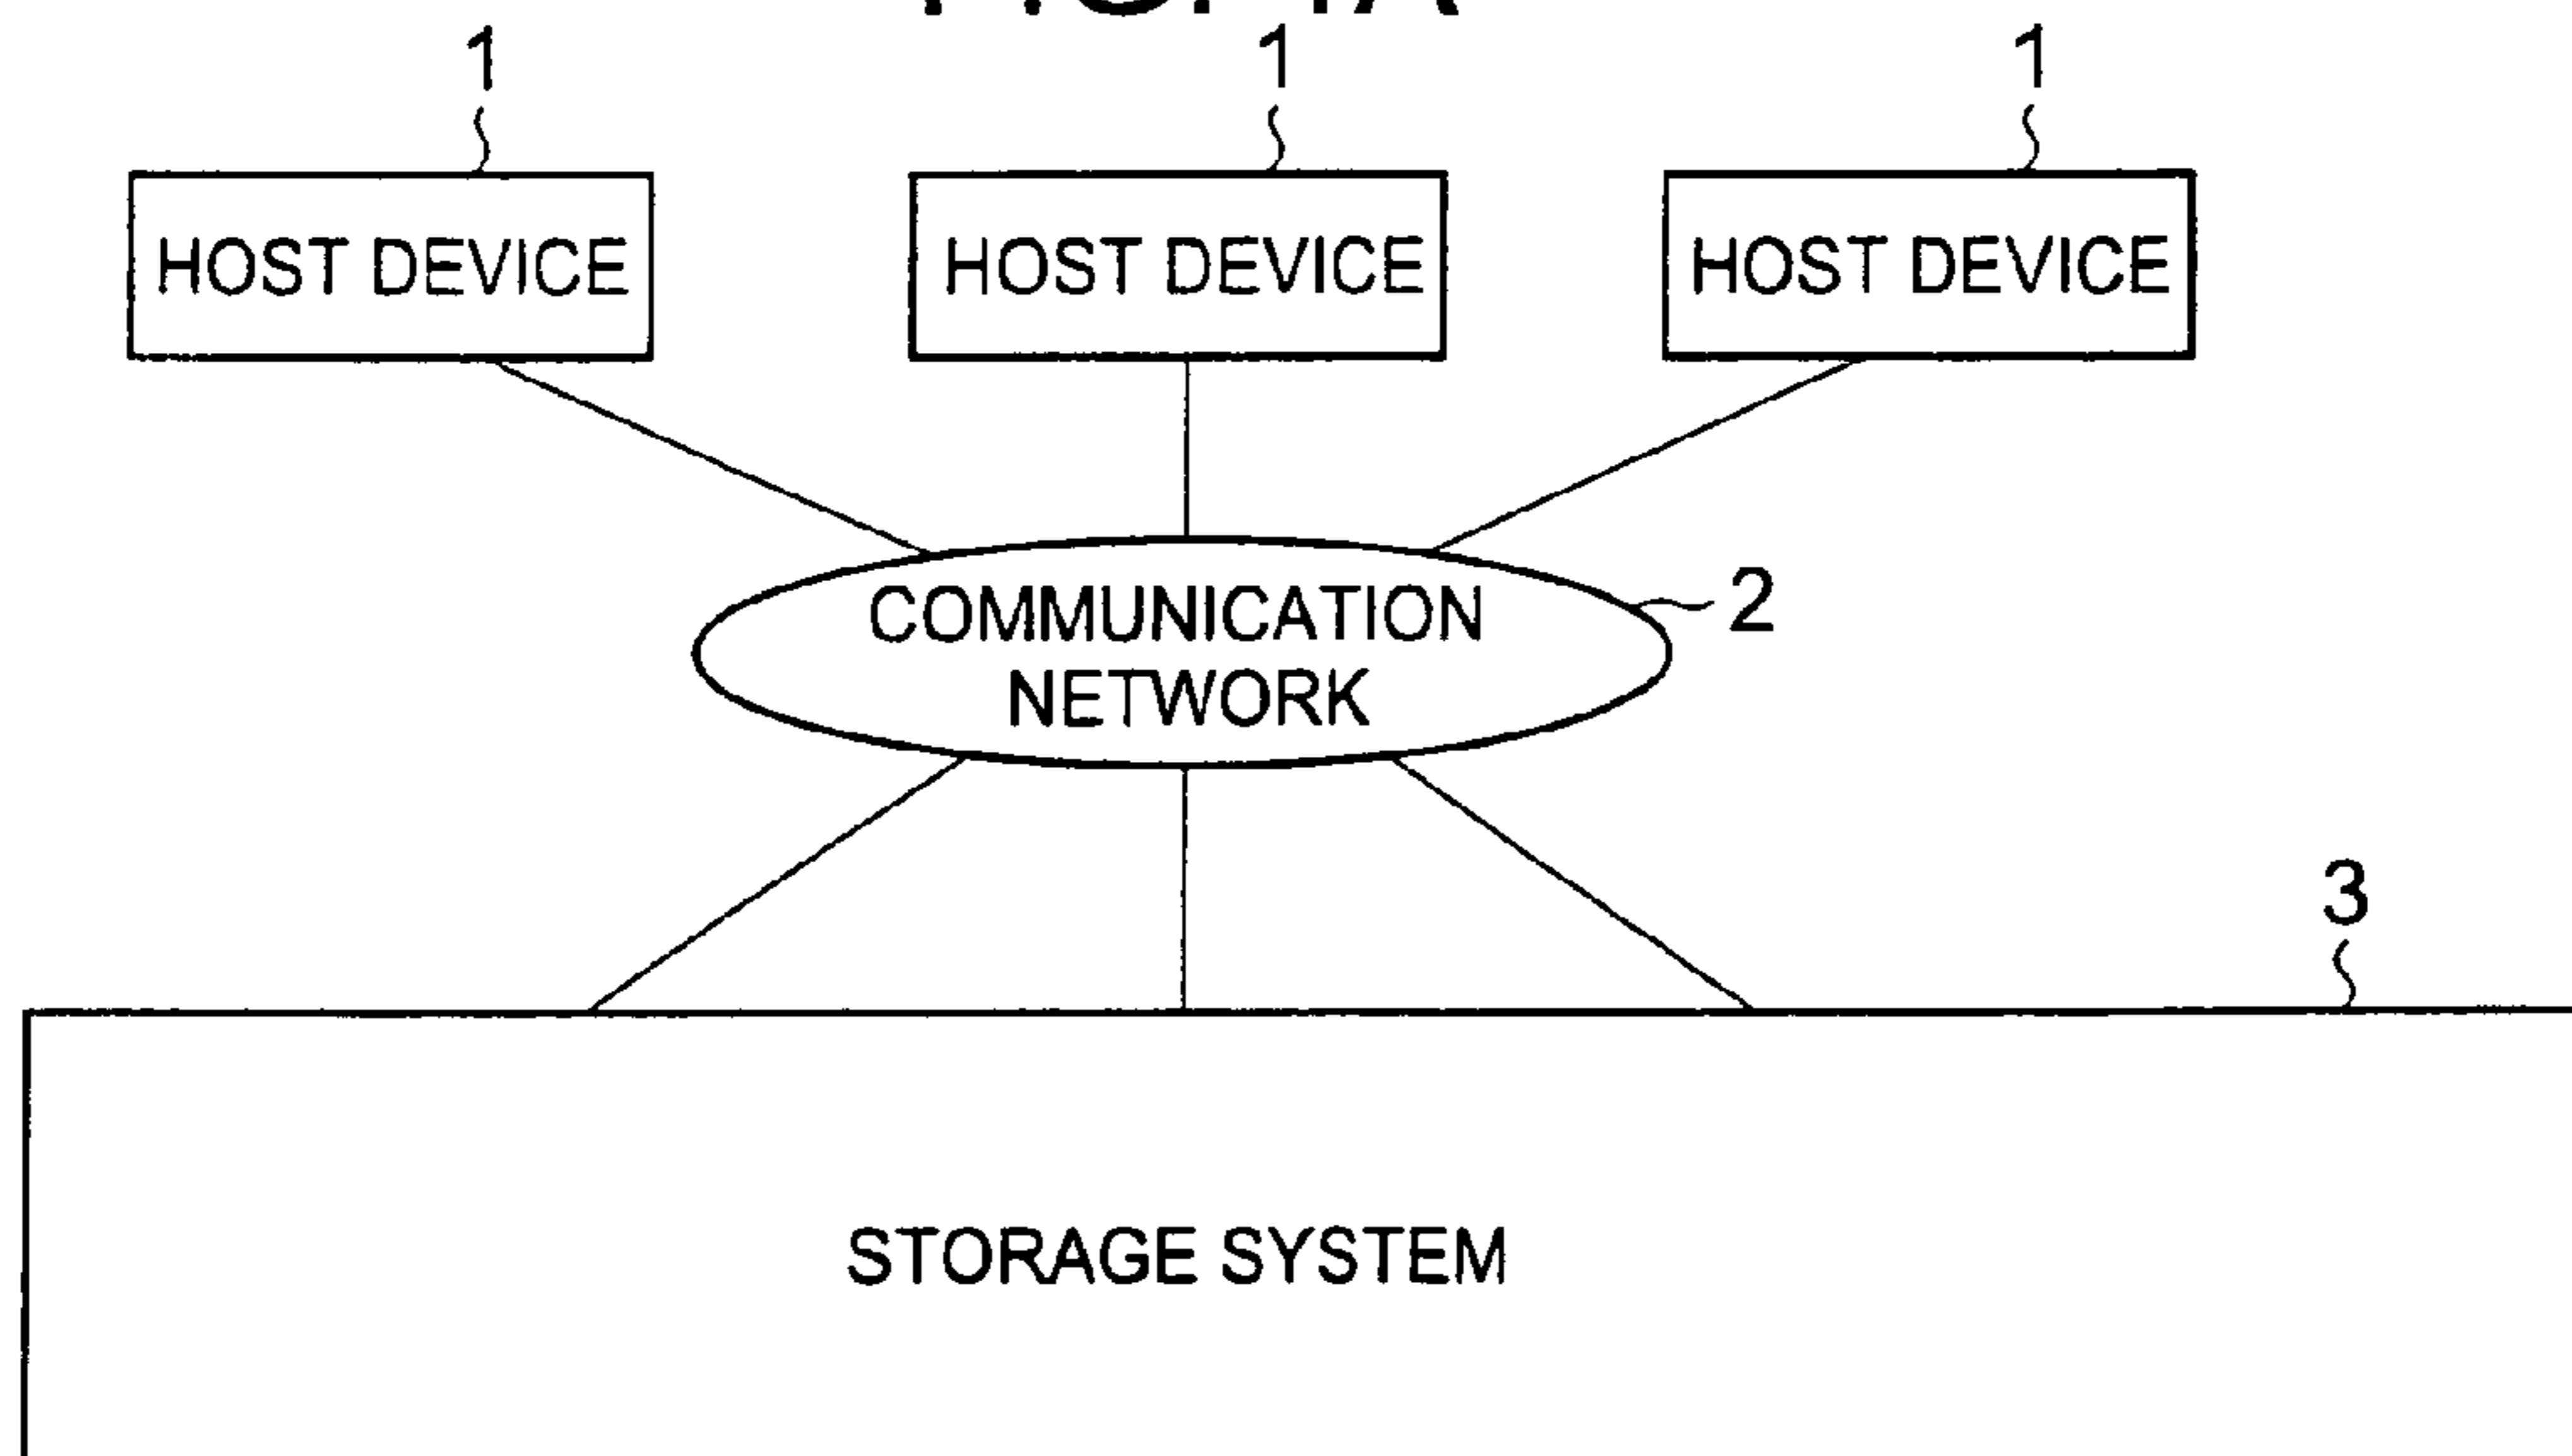 1 1 1
HOST DEVICE HOST DEVICE HOST DEVICE
COMMUNICATION
2
NETWORK
3
STORAGE SYSTEM